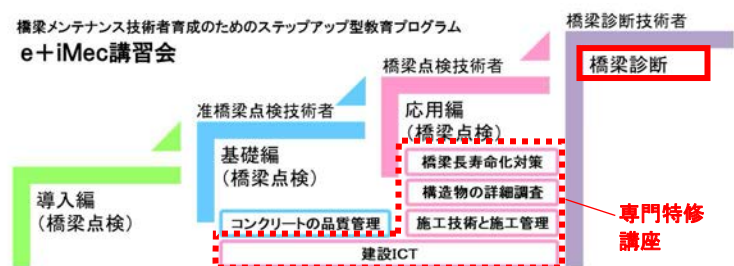 橋梁メンテナンス技術者育成のためのステップアップ型教育プログラム
e+iMec講習会
橋梁診断技術者
橋梁診断
橋梁点検技術者
応用編
(橋梁点検)
橋梁長寿命化対策
構造物の詳細調査
施工技術と施工管理
准橋梁点検技術者
基礎編
(橋梁点検)
コンクリートの品質管理
導入編
(橋梁点検)
建設ICT
専門特修
講座